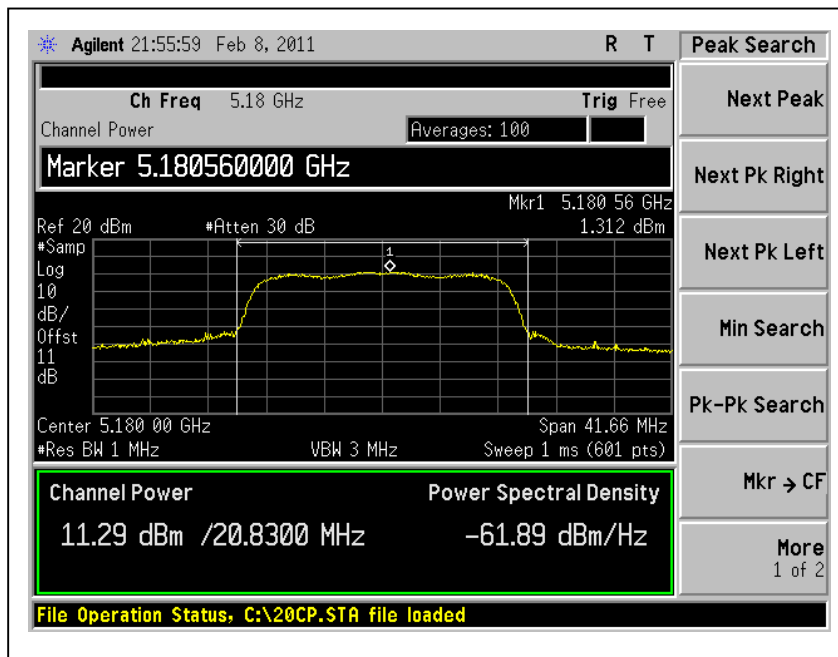 Agilent 21:55:59 Feb 8, 2011 R T
Peak Search
Ch Freq 5.18 GHz Trig Free
Channel Power Averages: 100
Marker 5.180560000 GHz
Mkr1 5.180 56 GHz
Ref 20 dBm #Atten 30 dB 1.312 dBm
#Samp
Log
10
dB/
Offst
11
dB
1
Center 5.180 00 GHz Span 41.66 MHz
#Res BW 1 MHz VBW 3 MHz Sweep 1 ms (601 pts)
Channel Power Power Spectral Density
11.29 dBm /20.8300 MHz -61.89 dBm/Hz
File Operation Status, C:\20CP.STA file loaded
Next Peak
Next Pk Right
Next Pk Left
Min Search
Pk-Pk Search
Mkr → CF
More
1 of 2